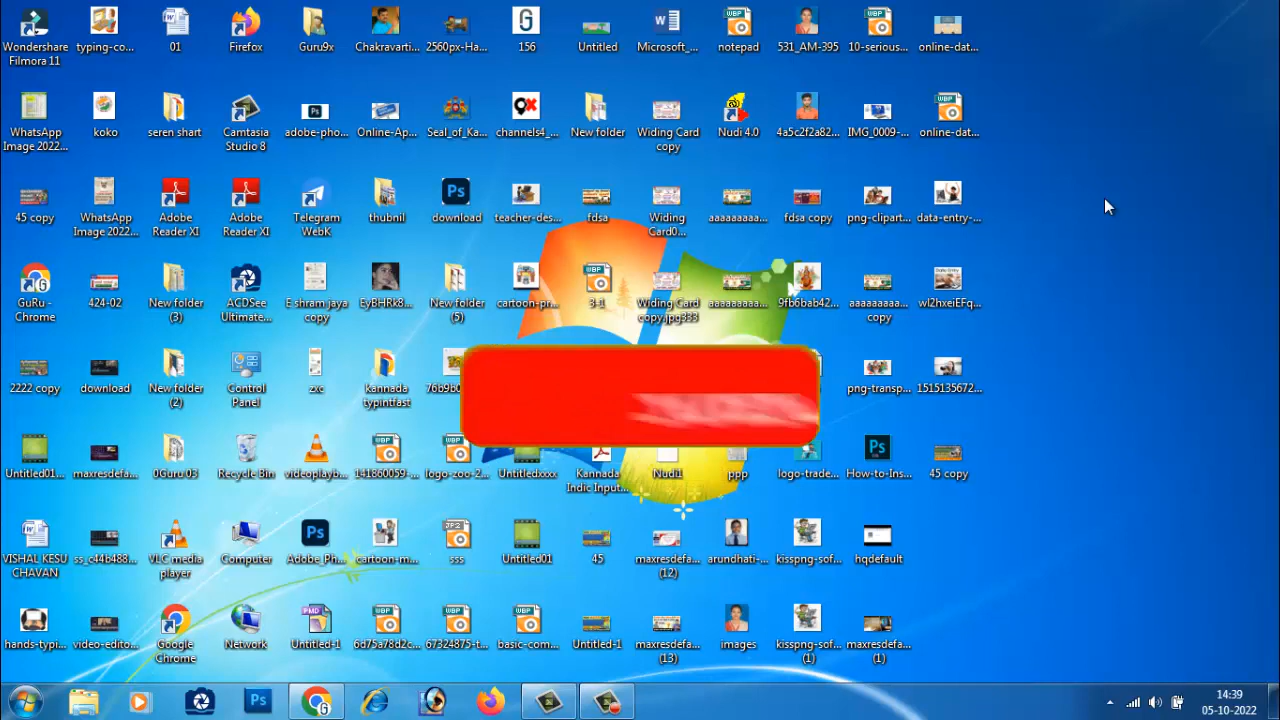 Wondershare Filmora 11
typing-co...
01
Firefox
Guru9x
Chakravarti...
2560px-Ha...
156
Untitled
Microsoft_...
notepad
531_AM-395
10-serious...
online-dat...
WhatsApp Image 2022...
koko
seren shart
Camtasia Studio 8
adobe-pho...
Online-Ap...
Seal_of_Ka...
channels4_...
New folder
Widing Card copy
Nudi 4.0
4a5c2f2a82...
IMG_0009-...
online-dat...
45 copy
WhatsApp Image 2022...
Adobe Reader XI
Adobe Reader XI
Telegram WebK
thubnil
download
teacher-des...
fdsa
Widing Card0...
aaaaaaaaa...
fdsa copy
png-clipart...
data-entry-...
GuRu - Chrome
424-02
New folder (3)
ACDSee Ultimate...
E shram jaya copy
EyBHRk8...
New folder (5)
cartoon-pr...
3-1
Widing Card copy.jpg333
aaaaaaaaa...
9fb6bab42...
aaaaaaaaa... copy
wl2hxeiEFq...
2222 copy
download
New folder (2)
Control Panel
zxc
kannada typintfast
76b9b0
png-transp...
1515135672...
Untitled01...
maxresdefa...
0Guru 03
Recycle Bin
videoplayb...
141860059-...
logo-zoo-2...
Untitledxxxx
Kannada Indic Input...
Nudi1
ppp
logo-trade...
How-to-Ins...
45 copy
VISHAL KESU CHAVAN
ss_c44b488...
VLC media player
Computer
Adobe Ph...
cartoon-m...
sss
Untitled01
45
maxresdefa... (12)
arundhati-...
kisspng-sof...
hqdefault
hands-typi...
video-edito...
Google Chrome
Network
Untitled-1
6d75a78d2c...
67324875-t...
basic-com...
Untitled-1
maxresdefa... (13)
images
kisspng-sof... (1)
maxresdefa... (1)
14:39
05-10-2022